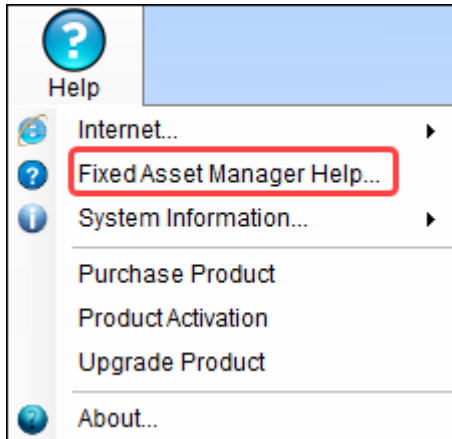 Help
Internet...
Fixed Asset Manager Help...
System Information...
Purchase Product
Product Activation
Upgrade Product
About...